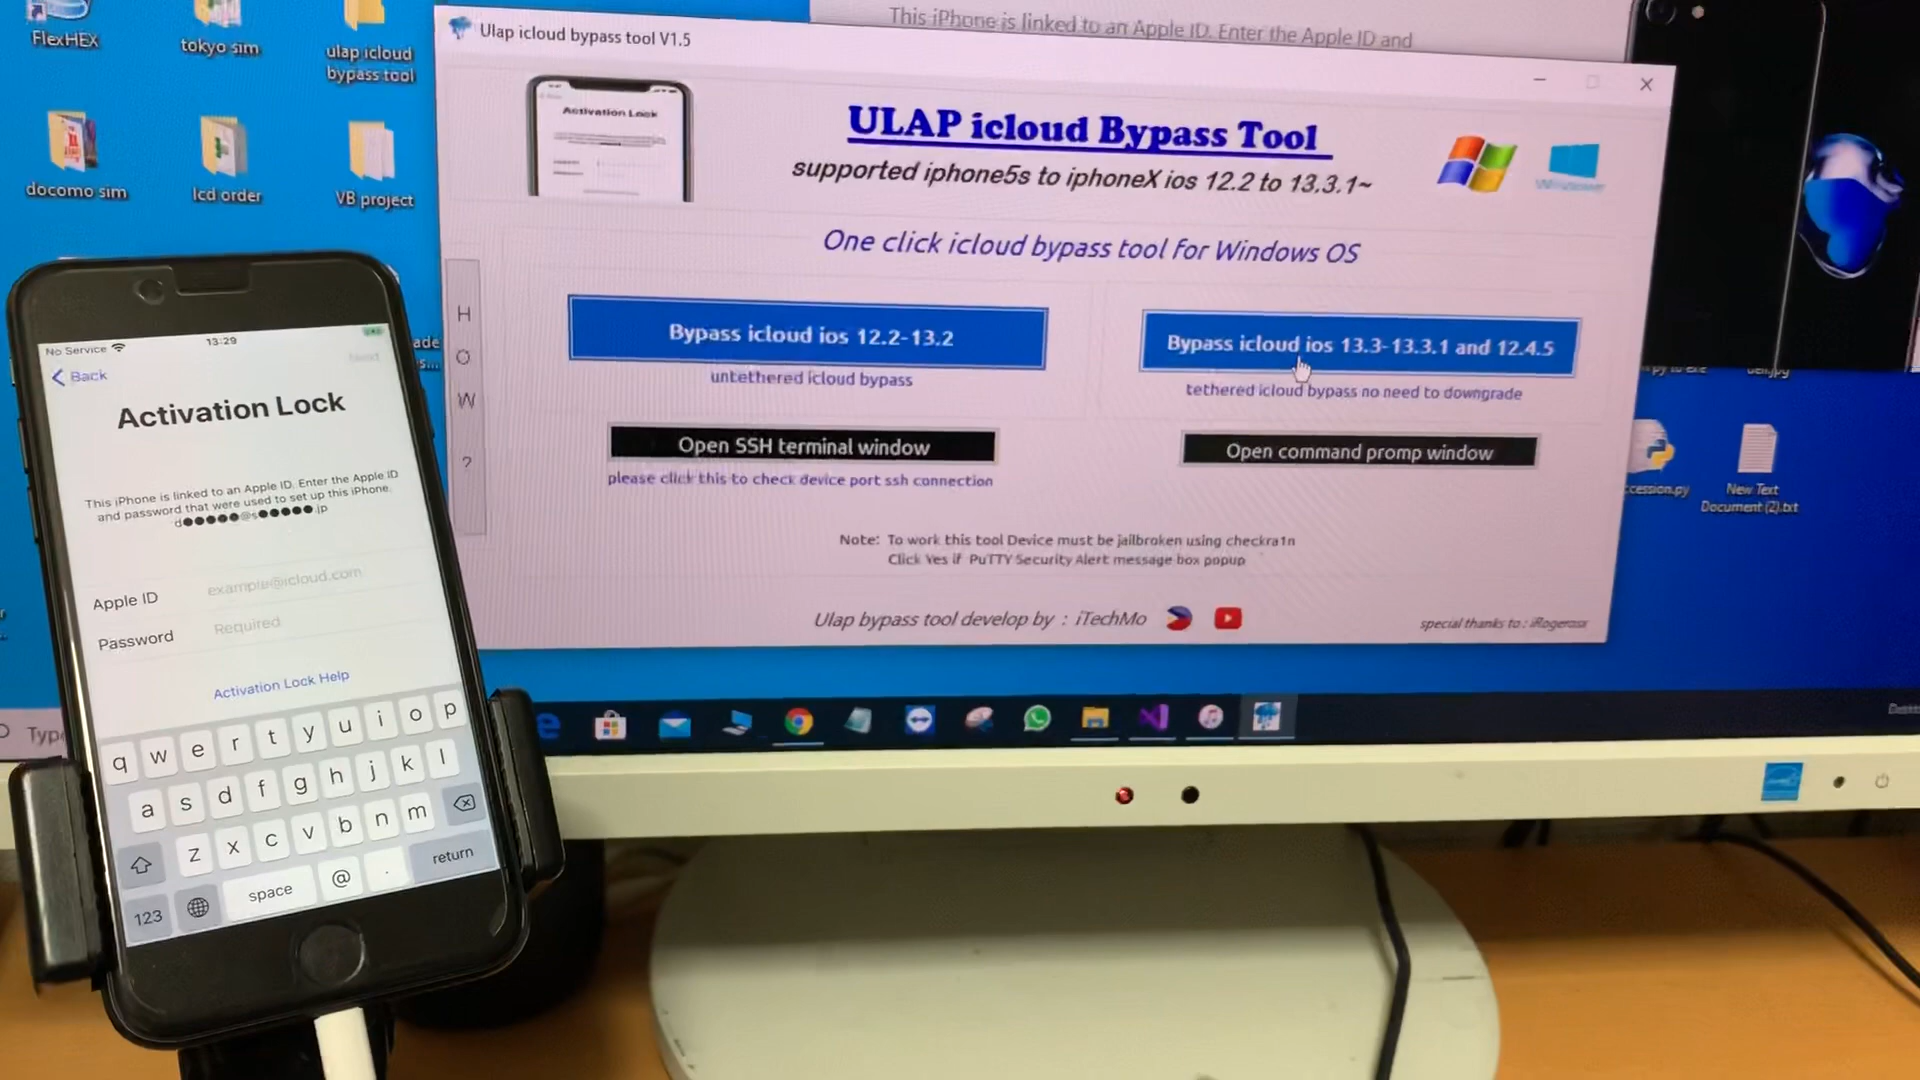 FlexHEX
tokyo sim
ulap icloud
bypass tool
docomo sim
lcd order
VB project
This iPhone is linked to an Apple ID. Enter the Apple ID and
Ulap icloud bypass tool V1.5
Activation Lock
ULAP icloud Bypass Tool
supported iphone5s to iphoneX ios 12.2 to 13.3.1~
One click icloud bypass tool for Windows OS
H
O
W
?
Bypass icloud ios 12.2-13.2
untethered icloud bypass
Bypass icloud ios 13.3-13.3.1 and 12.4.5
tethered icloud bypass no need to downgrade
Open SSH terminal window
please click this to check device port ssh connection
Open command promp window
Note: To work this tool Device must be jailbroken using checkra1n
Click Yes if PuTTY Security Alert message box popup
Ulap bypass tool develop by : iTechMo
special thanks to : iRogerosx
New Text
Document (2).txt
No Service
13:29
Back
Next
Activation Lock
This iPhone is linked to an Apple ID. Enter the Apple ID
and password that were used to set up this iPhone.
d●●●●●@s●●●●●.jp
Apple ID example@icloud.com
Password Required
Activation Lock Help
q w e r t y u i o p
a s d f g h j k l
z x c v b n m
123 space @ . return